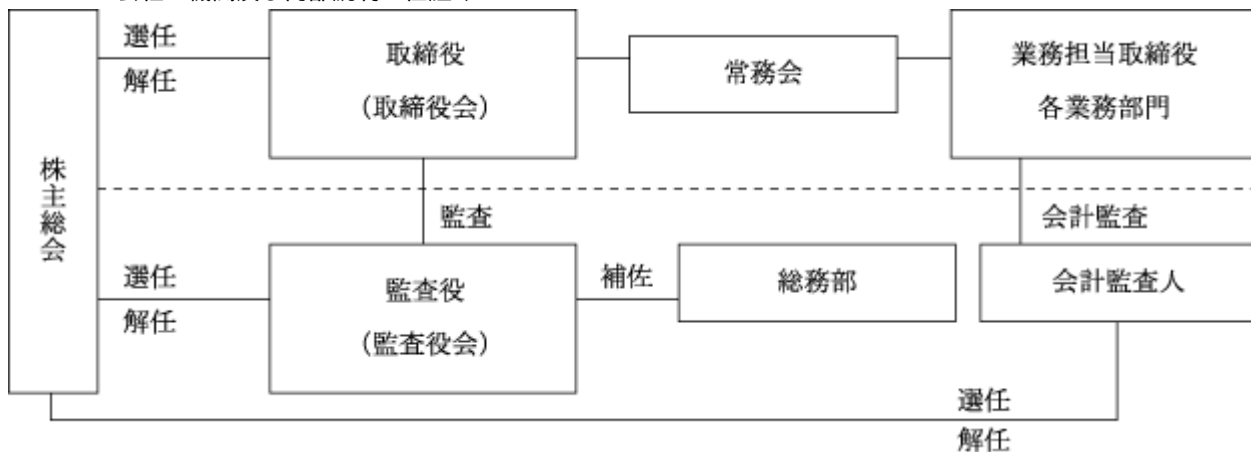 選任
解任
取締役
(取締役会)
常務会
業務担当取締役
各業務部門
株主総会
監査
会計監査
選任
解任
監査役
(監査役会)
補佐
総務部
会計監査人
選任
解任